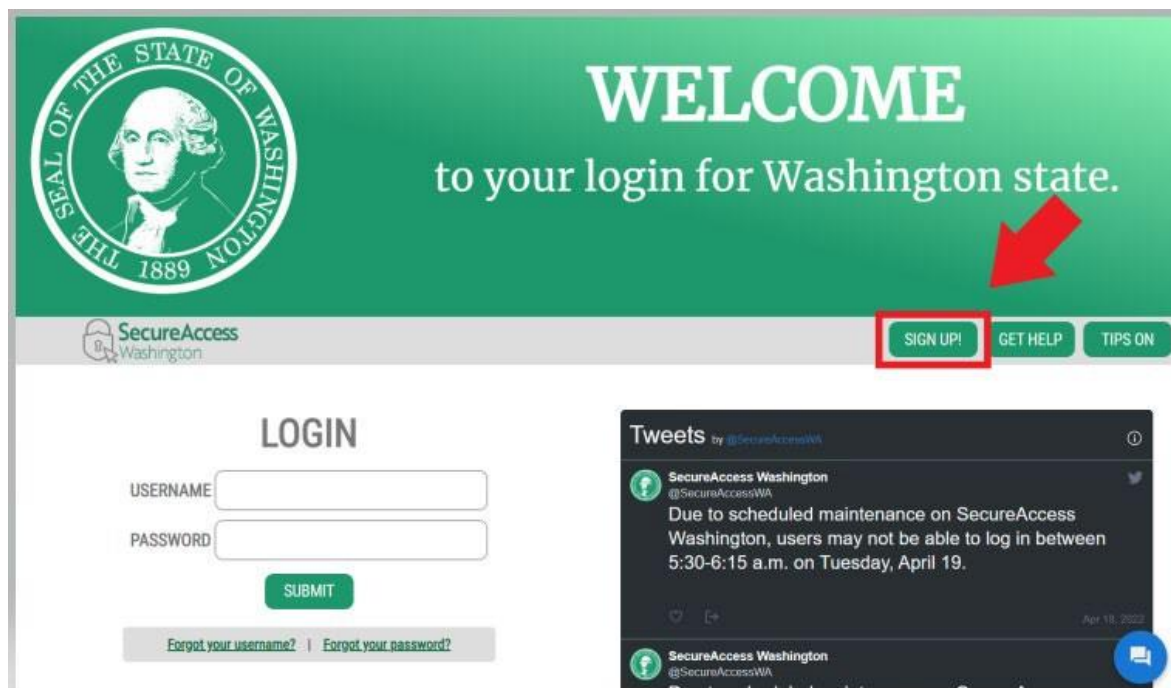 THE SEAL OF THE STATE OF WASHINGTON
1889
WELCOME
to your login for Washington state.
SecureAccess
Washington
SIGN UP!
GET HELP
TIPS ON
LOGIN
USERNAME
PASSWORD
SUBMIT
Forgot your username? | Forgot your password?
Tweets by @SecureAccessWA
SecureAccess Washington
@SecureAccessWA
Due to scheduled maintenance on SecureAccess
Washington, users may not be able to log in between
5:30-6:15 a.m. on Tuesday, April 19.
Apr 18, 2022
SecureAccess Washington
@SecureAccessWA